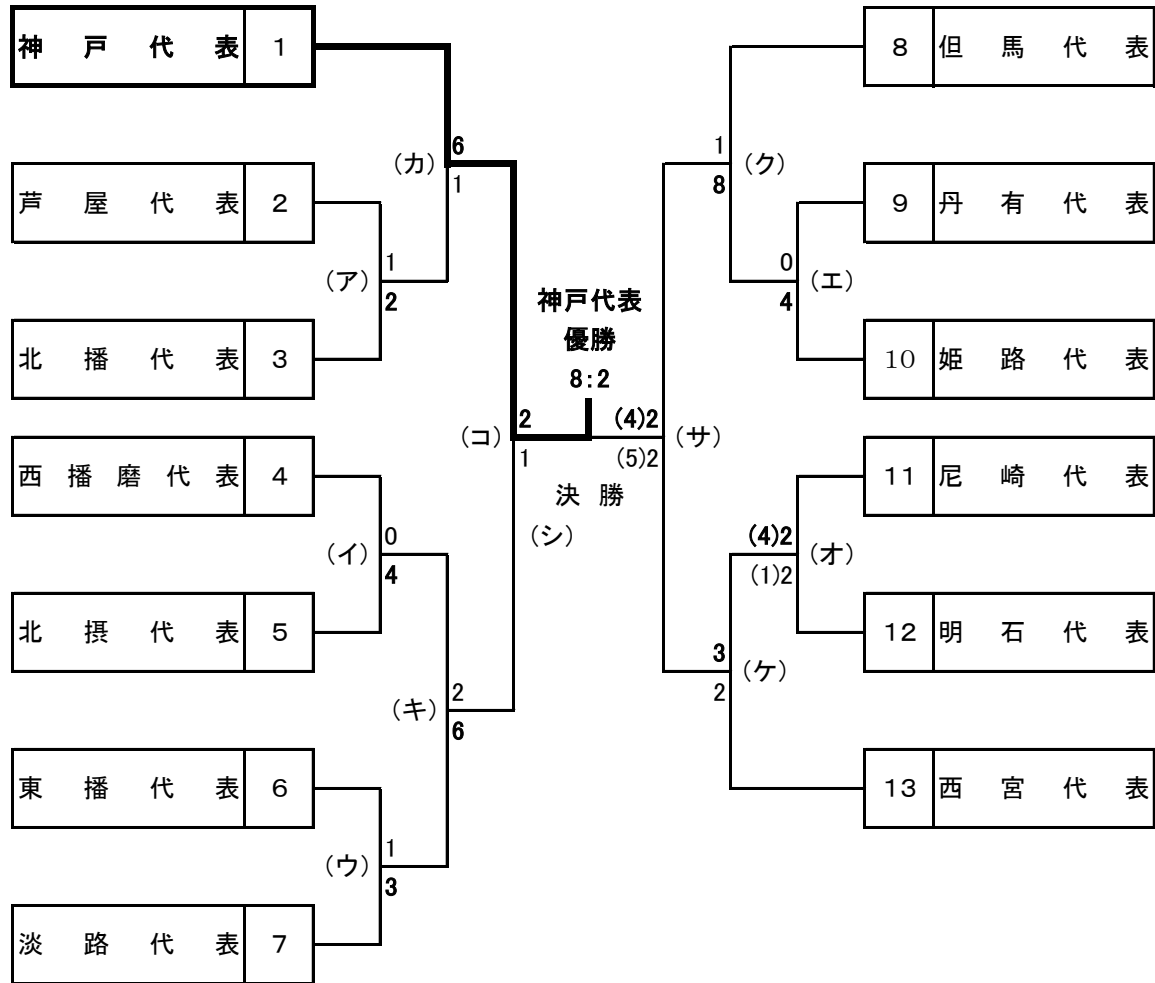 神戸代表 1
8 但馬代表
6
(カ)
1
1
(ク)
8
芦屋代表 2
9 丹有代表
1
(ア)
2
0
(エ)
4
神戸代表
優勝
8:2
北播代表 3
10 姫路代表
2
(コ)
1
(4)2
(サ)
(5)2
決勝
(シ)
西播磨代表 4
11 尼崎代表
0
(イ)
4
(4)2
(オ)
(1)2
北摂代表 5
12 明石代表
2
(キ)
6
3
(ケ)
2
東播代表 6
13 西宮代表
1
(ウ)
3
淡路代表 7